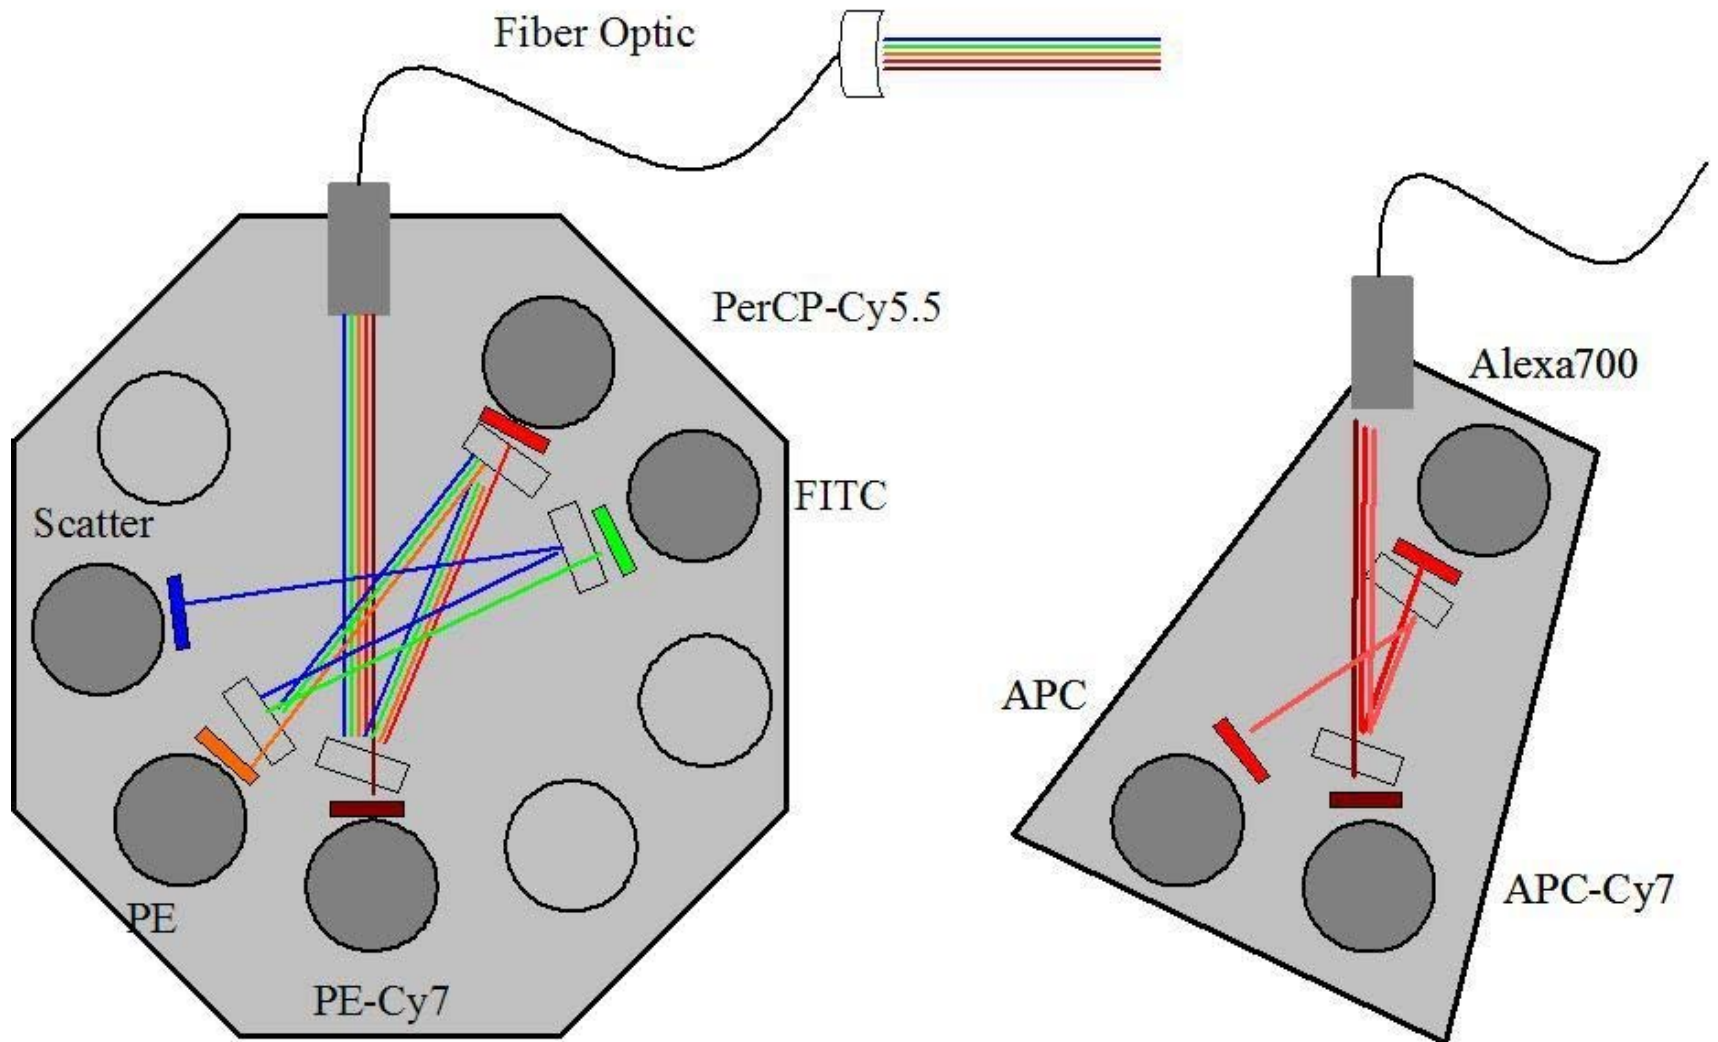 Fiber Optic
PerCP-Cy5.5
FITC
Scatter
PE
PE-Cy7
Alexa700
APC
APC-Cy7